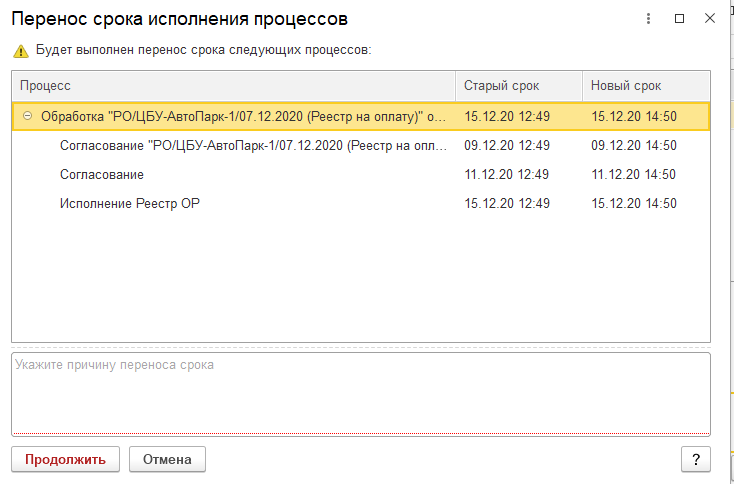 Перенос срока исполнения процессов
Будет выполнен перенос срока следующих процессов:
Процесс Старый срок Новый срок
Обработка "РО/ЦБУ-АвтоПарк-1/07.12.2020 (Реестр на оплату)" о... 15.12.20 12:49 15.12.20 14:50
Согласование "РО/ЦБУ-АвтоПарк-1/07.12.2020 (Реестр на опл... 09.12.20 12:49 09.12.20 14:50
Согласование 11.12.20 12:49 11.12.20 14:50
Исполнение Реестр ОР 15.12.20 12:49 15.12.20 14:50
Укажите причину переноса срока
Продолжить Отмена ?